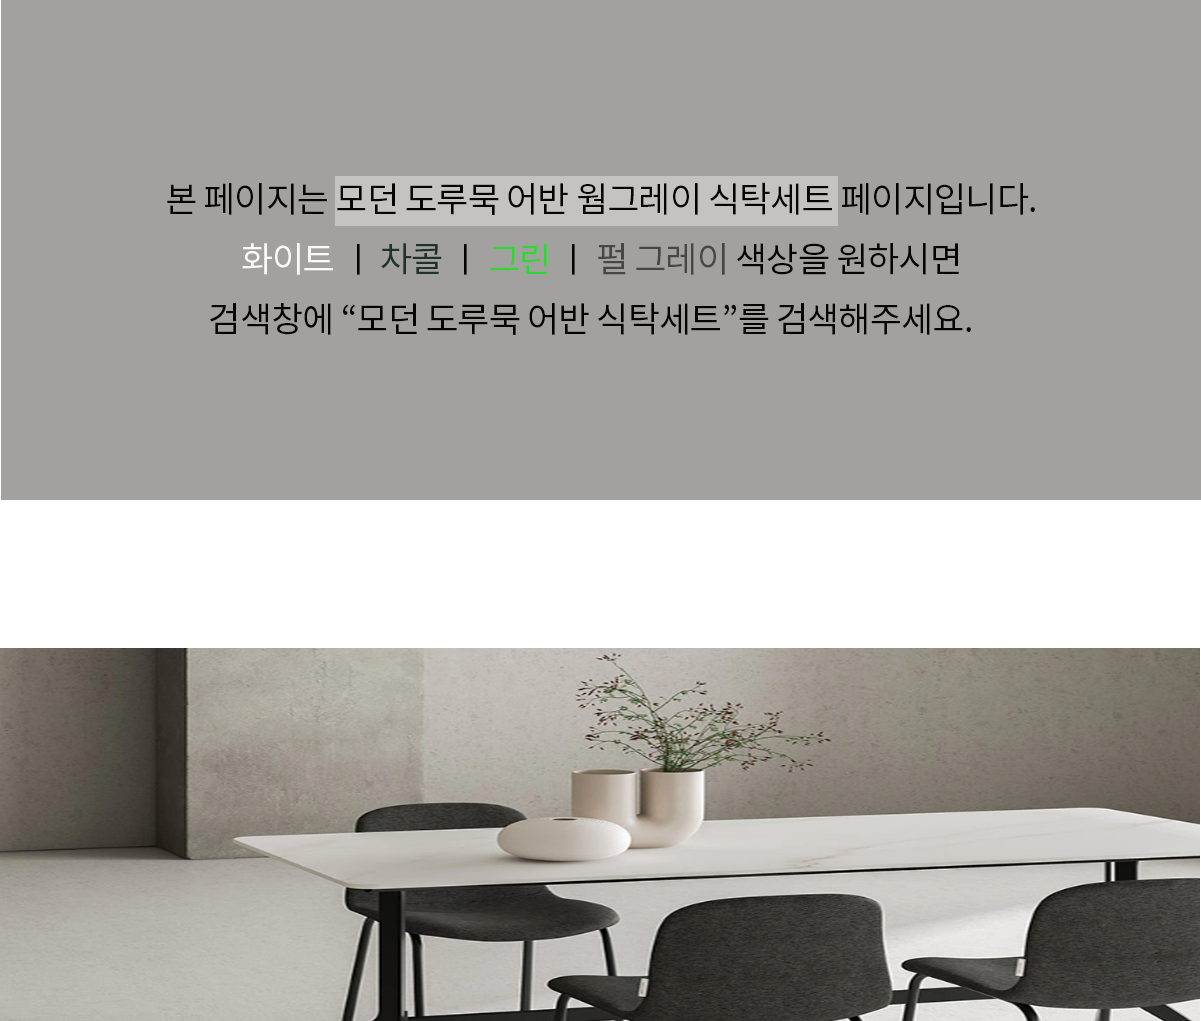 본 페이지는 모던 도루묵 어반 웜그레이 식탁세트 페이지입니다.
화이트 | 차콜 | 그린 | 펄 그레이 색상을 원하시면
검색창에 “모던 도루묵 어반 식탁세트”를 검색해주세요.